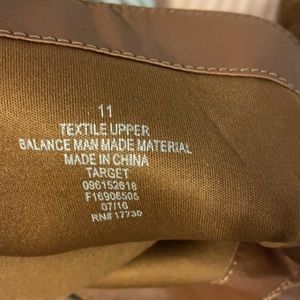 11
TEXTILE UPPER
BALANCE MAN MADE MATERIAL
MADE IN CHINA
TARGET
096152618
F16906505
07/16
RN# 17730